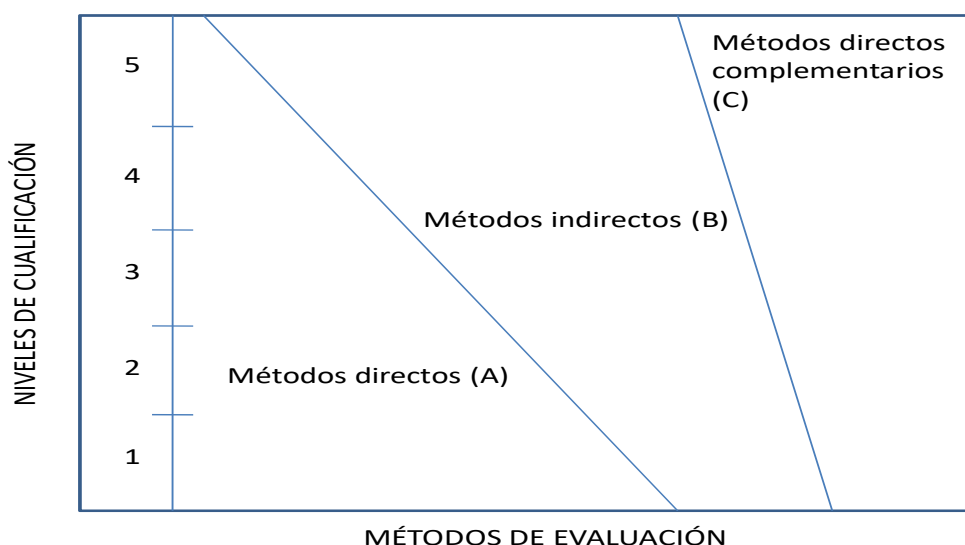 NIVELES DE CUALIFICACIÓN
5
4
3
2
1
Métodos directos
complementarios
(C)
Métodos indirectos (B)
Métodos directos (A)
MÉTODOS DE EVALUACIÓN